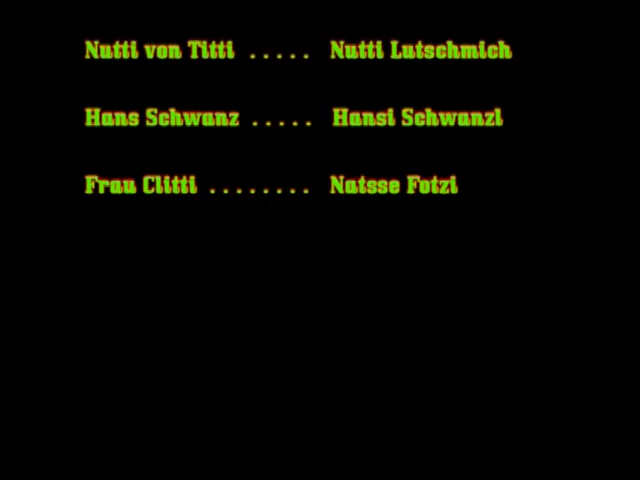 Nutti von Titti ..... Nutti Lutschmich
Hans Schwanz ..... Hansi Schwanzl
Frau Clitti ........ Natsse Fotzi